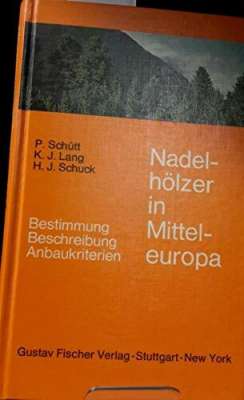 P. Schütt
K. J. Lang
H. J. Schuck
Nadel-
hölzer
in
Mittel-
europa
Bestimmung
Beschreibung
Anbaukriterien
Gustav Fischer Verlag·Stuttgart·New York